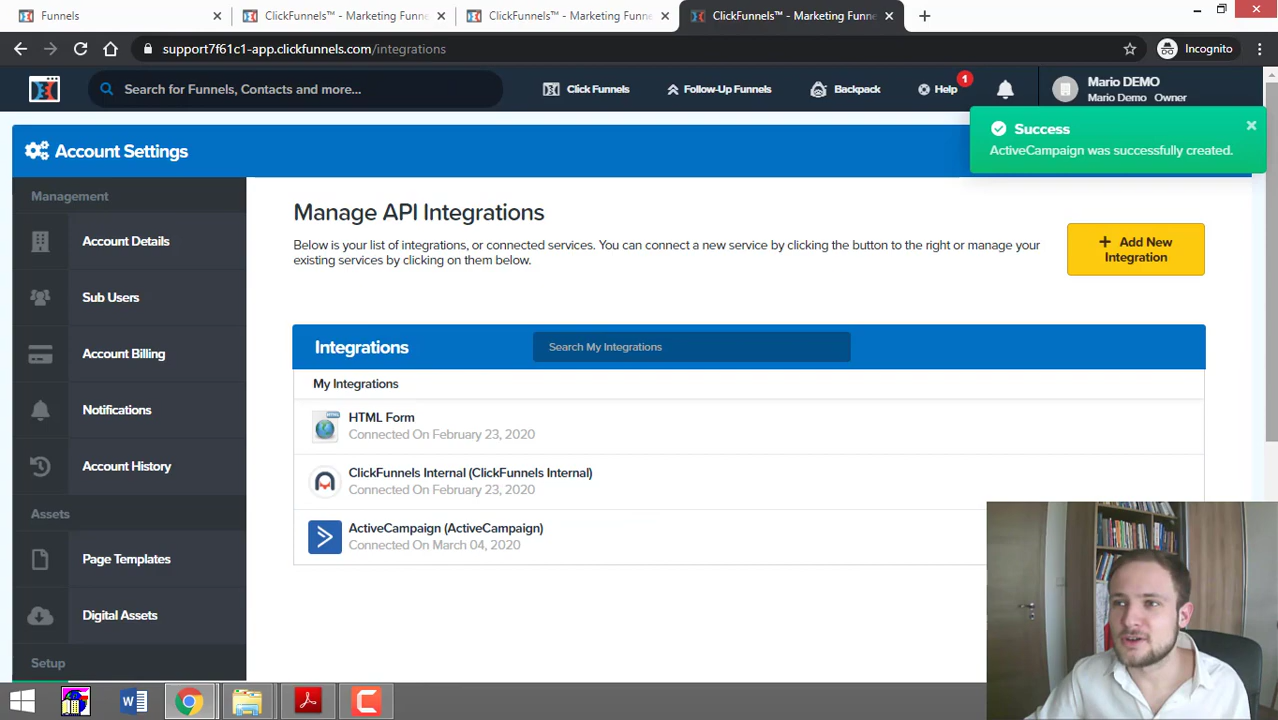 Funnels
ClickFunnels™ - Marketing Funne
ClickFunnels™ - Marketing Funne
ClickFunnels™ - Marketing Funne
support7f61c1-app.clickfunnels.com/integrations
Incognito
Search for Funnels, Contacts and more...
Click Funnels
Follow-Up Funnels
Backpack
Help
1
Mario DEMO
Mario Demo Owner
Success
ActiveCampaign was successfully created.
Account Settings
Management
Account Details
Sub Users
Account Billing
Notifications
Account History
Assets
Page Templates
Digital Assets
Setup
Manage API Integrations
Below is your list of integrations, or connected services. You can connect a new service by clicking the button to the right or manage your
existing services by clicking on them below.
+ Add New
Integration
Integrations
Search My Integrations
My Integrations
HTML Form
Connected On February 23, 2020
ClickFunnels Internal (ClickFunnels Internal)
Connected On February 23, 2020
ActiveCampaign (ActiveCampaign)
Connected On March 04, 2020